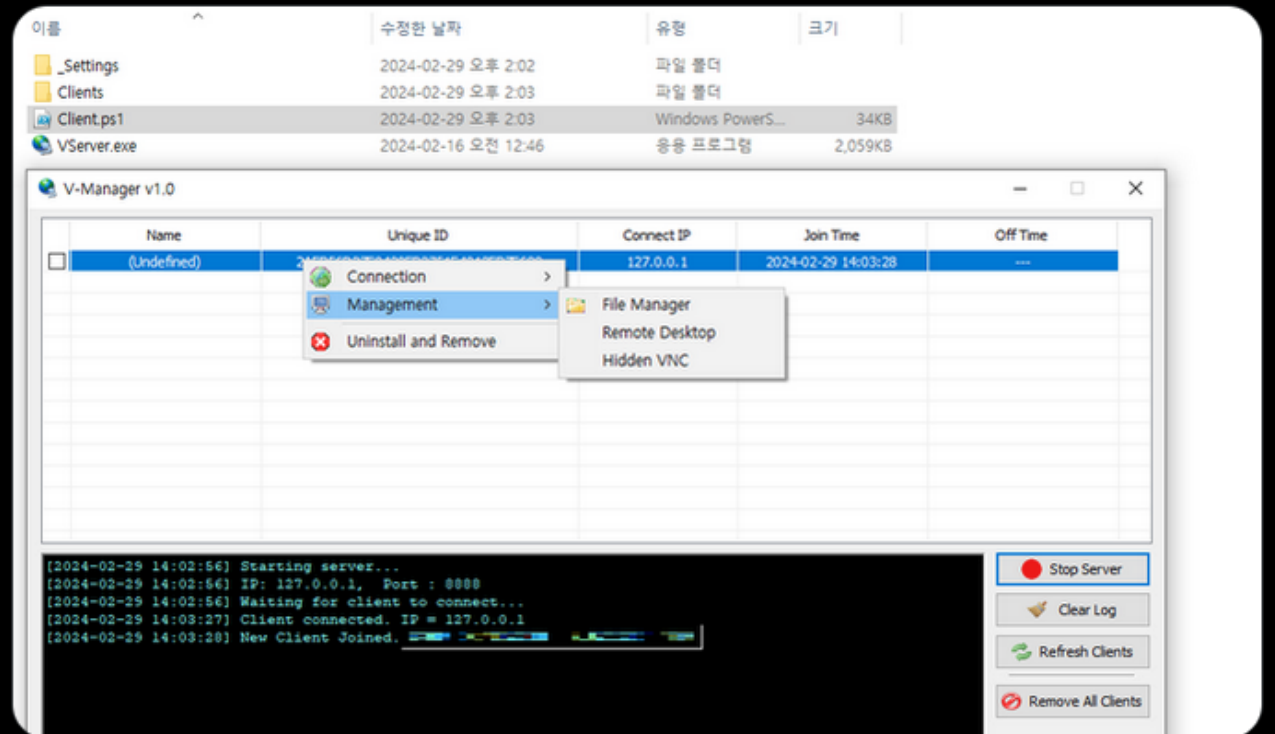 이름 수정한 날짜 유형 크기
_Settings 2024-02-29 오후 2:02 파일 폴더
Clients 2024-02-29 오후 2:03 파일 폴더
Client.ps1 2024-02-29 오후 2:03 Windows PowerS... 34KB
VServer.exe 2024-02-16 오전 12:46 응용 프로그램 2,059KB
V-Manager v1.0
Name Unique ID Connect IP Join Time Off Time
(Undefined) 127.0.0.1 2024-02-29 14:03:28 ---
Connection
Management
Uninstall and Remove
File Manager
Remote Desktop
Hidden VNC
[2024-02-29 14:02:56] Starting server...
[2024-02-29 14:02:56] IP: 127.0.0.1, Port : 8888
[2024-02-29 14:02:56] Waiting for client to connect...
[2024-02-29 14:03:27] Client connected. IP = 127.0.0.1
[2024-02-29 14:03:28] New Client Joined.
Stop Server
Clear Log
Refresh Clients
Remove All Clients